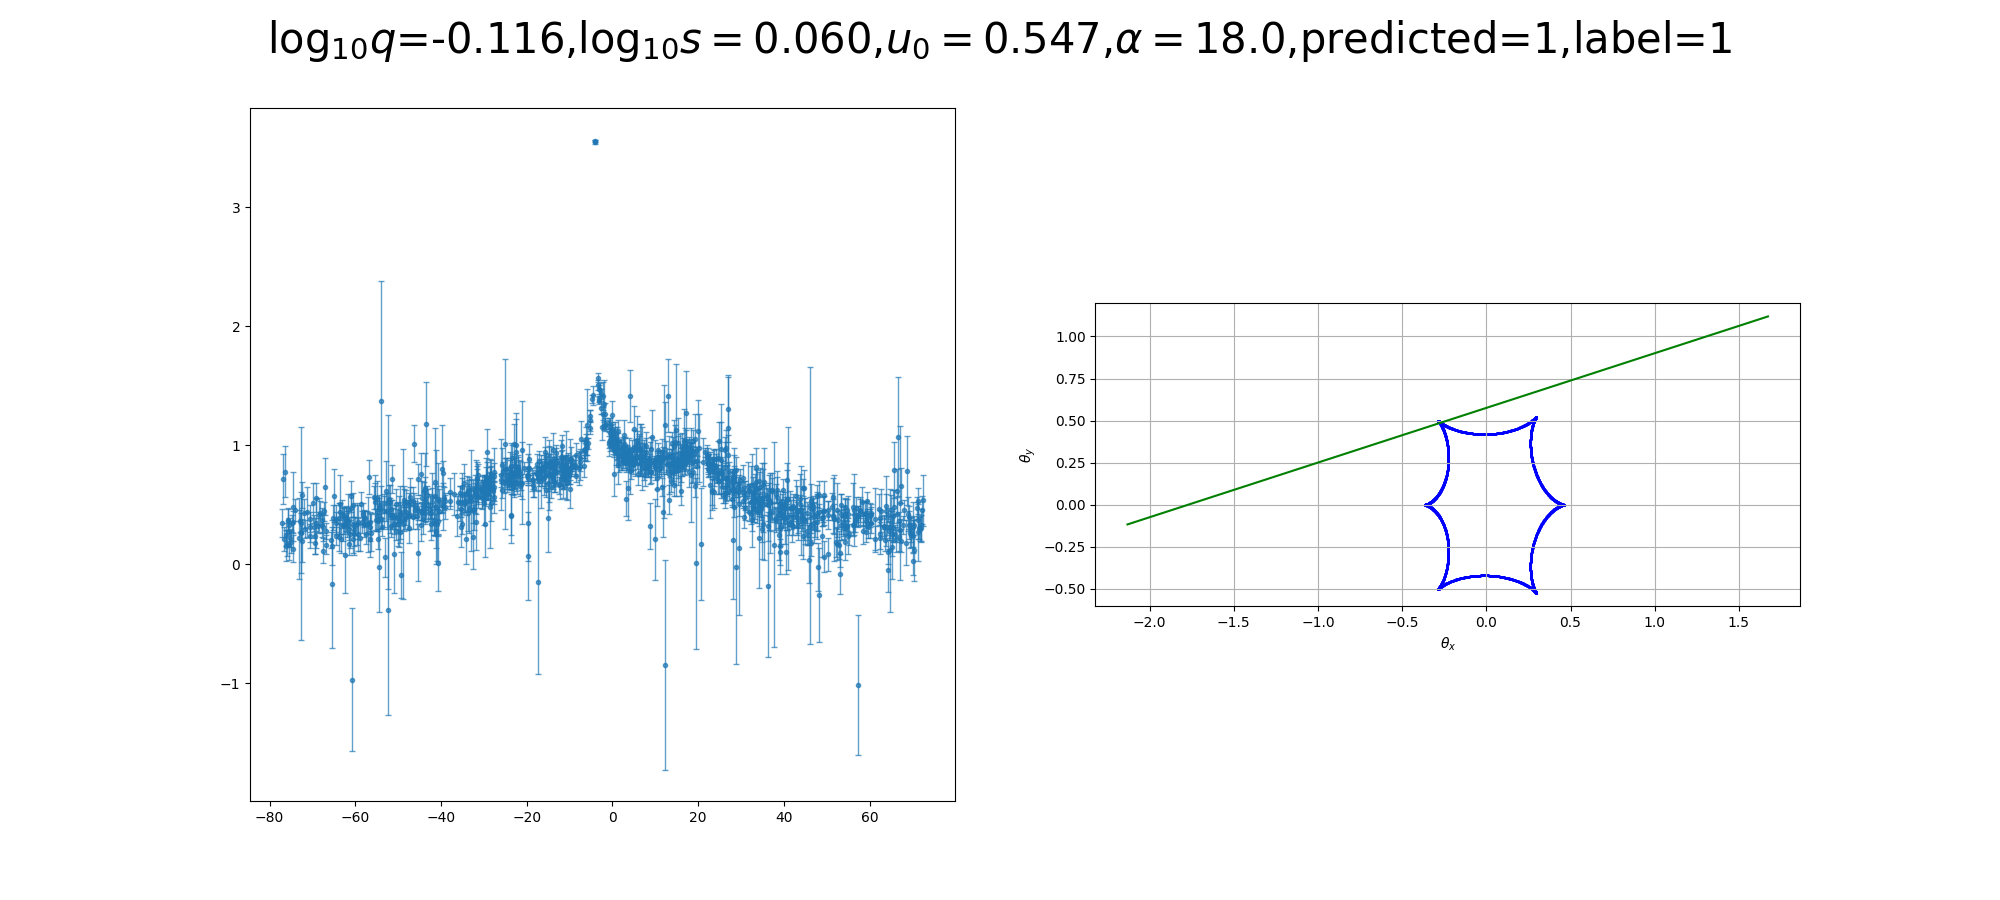 log₁₀q=-0.116,log₁₀s = 0.060,u₀ = 0.547,α = 18.0,predicted=1,label=1
3
2
1
0
−1
−80 −60 −40 −20 0 20 40 60
1.00
0.75
0.50
0.25
0.00
−0.25
−0.50
θy
−2.0 −1.5 −1.0 −0.5 0.0 0.5 1.0 1.5
θx